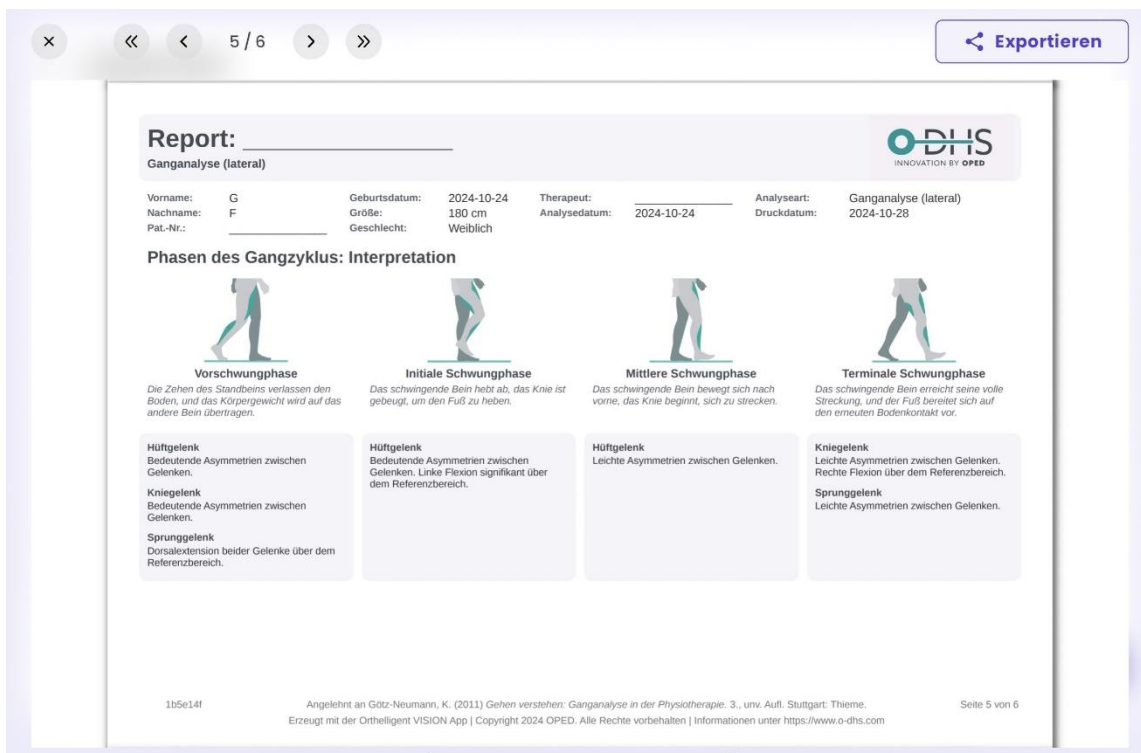 5 / 6
Exportieren
Report: ____________________
Ganganalyse (lateral)
O-DHS
INNOVATION BY OPED
Vorname: G Geburtsdatum: 2024-10-24 Therapeut: ____________________ Analyseart: Ganganalyse (lateral)
Nachname: F Größe: 180 cm Analysedatum: 2024-10-24 Druckdatum: 2024-10-28
Pat.-Nr.: ____________________ Geschlecht: Weiblich
Phasen des Gangzyklus: Interpretation
Vorschwungphase
Die Zehen des Standbeins verlassen den
Boden, und das Körpergewicht wird auf das
andere Bein übertragen.
Hüftgelenk
Bedeutende Asymmetrien zwischen
Gelenken.
Kniegelenk
Bedeutende Asymmetrien zwischen
Gelenken.
Sprunggelenk
Dorsalextension beider Gelenke über dem
Referenzbereich.
Initiale Schwungphase
Das schwingende Bein hebt ab, das Knie ist
gebeugt, um den Fuß zu heben.
Hüftgelenk
Bedeutende Asymmetrien zwischen
Gelenken. Linke Flexion signifikant über
dem Referenzbereich.
Mittlere Schwungphase
Das schwingende Bein bewegt sich nach
vorne, das Knie beginnt, sich zu strecken.
Hüftgelenk
Leichte Asymmetrien zwischen Gelenken.
Terminale Schwungphase
Das schwingende Bein erreicht seine volle
Streckung, und der Fuß bereitet sich auf
den erneuten Bodenkontakt vor.
Kniegelenk
Leichte Asymmetrien zwischen Gelenken.
Rechte Flexion über dem Referenzbereich.
Sprunggelenk
Leichte Asymmetrien zwischen Gelenken.
1b5e14f
Angelehnt an Götz-Neumann, K. (2011) Gehen verstehen: Ganganalyse in der Physiotherapie. 3., unv. Aufl. Stuttgart: Thieme.
Erzeugt mit der Orthelligent VISION App | Copyright 2024 OPED. Alle Rechte vorbehalten | Informationen unter https://www.o-dhs.com
Seite 5 von 6